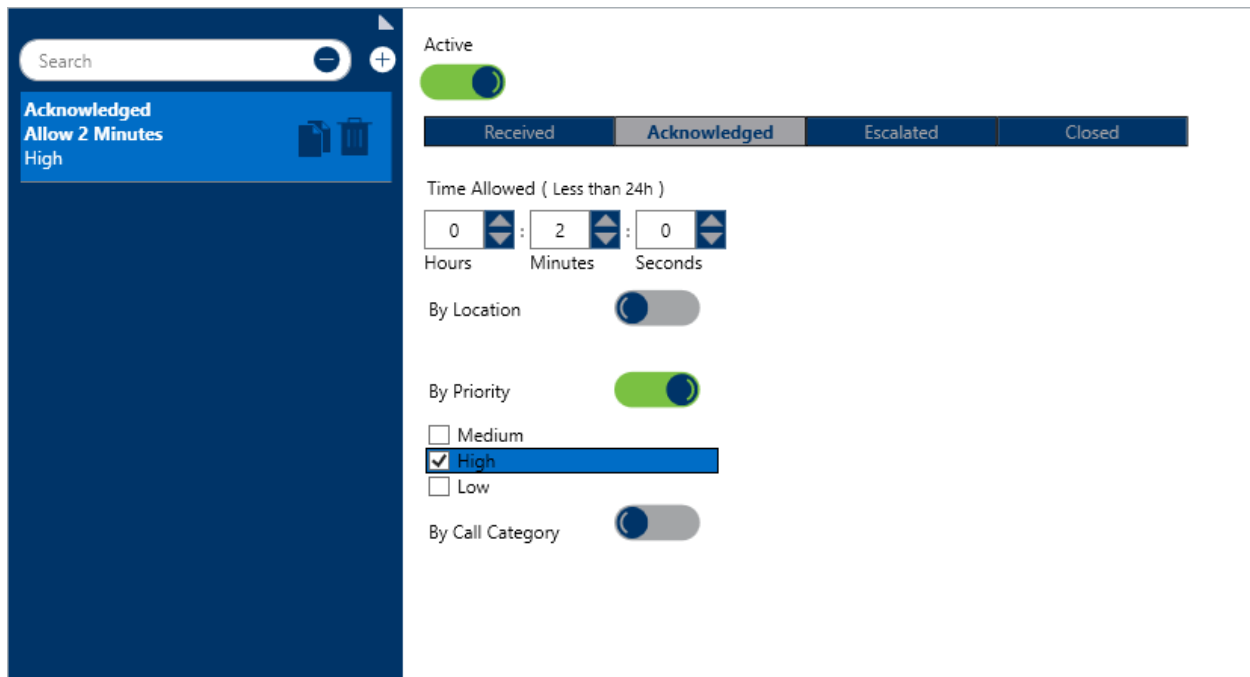 Search
Acknowledged
Allow 2 Minutes
High
Active
Received Acknowledged Escalated Closed
Time Allowed ( Less than 24h )
0 : 2 : 0
Hours Minutes Seconds
By Location
By Priority
Medium
High
Low
By Call Category